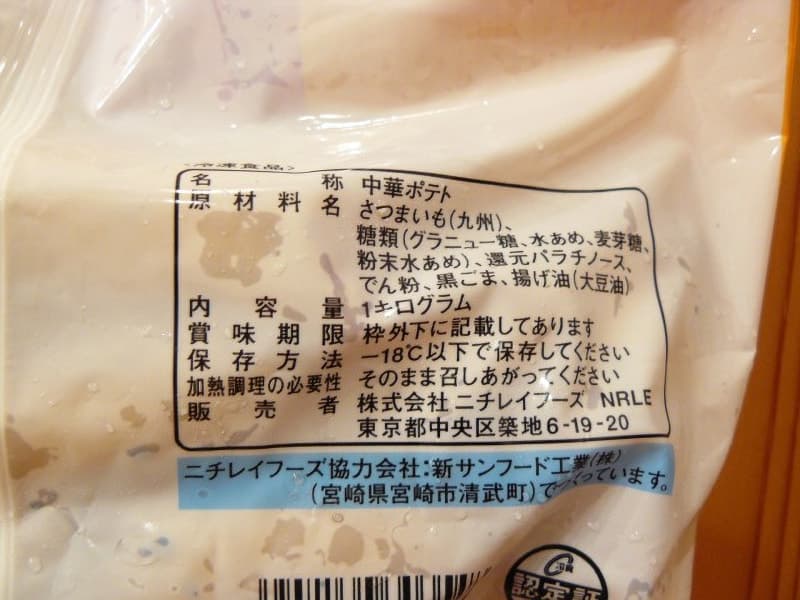 〈冷凍食品〉
名称 中華ポテト
原材料名 さつまいも(九州)、
糖類(グラニュー糖、水あめ、麦芽糖、
粉末水あめ)、還元パラチノース、
でん粉、黒ごま、揚げ油(大豆油)
内容量 1キログラム
賞味期限 枠外下に記載してあります
保存方法 −18℃以下で保存してください
加熱調理の必要性 そのまま召しあがってください
販売者 株式会社 ニチレイフーズ NRLE
東京都中央区築地6-19-20
ニチレイフーズ協力会社:新サンフード工業(株)
(宮崎県宮崎市清武町)でつくっています。
認定証